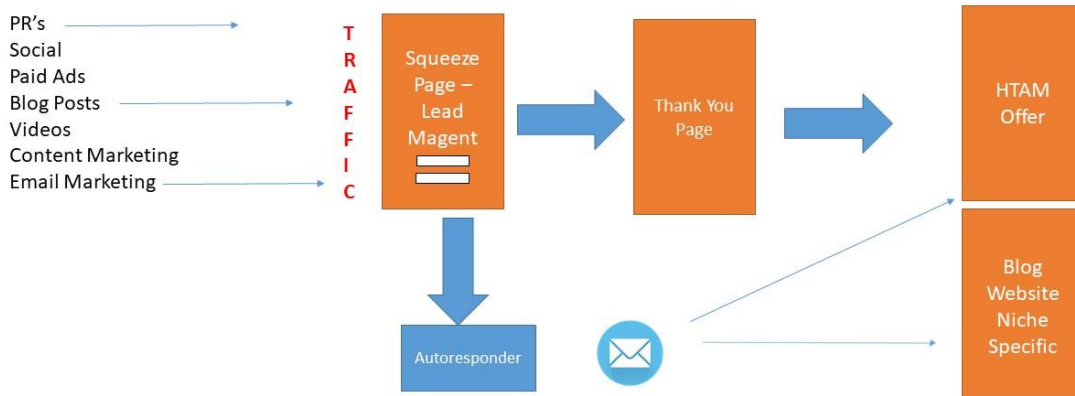 PR's
Social
Paid Ads
Blog Posts
Videos
Content Marketing
Email Marketing
TRAFFIC
Squeeze
Page –
Lead
Magent
Thank You
Page
HTAM
Offer
Autoresponder
Blog
Website
Niche
Specific